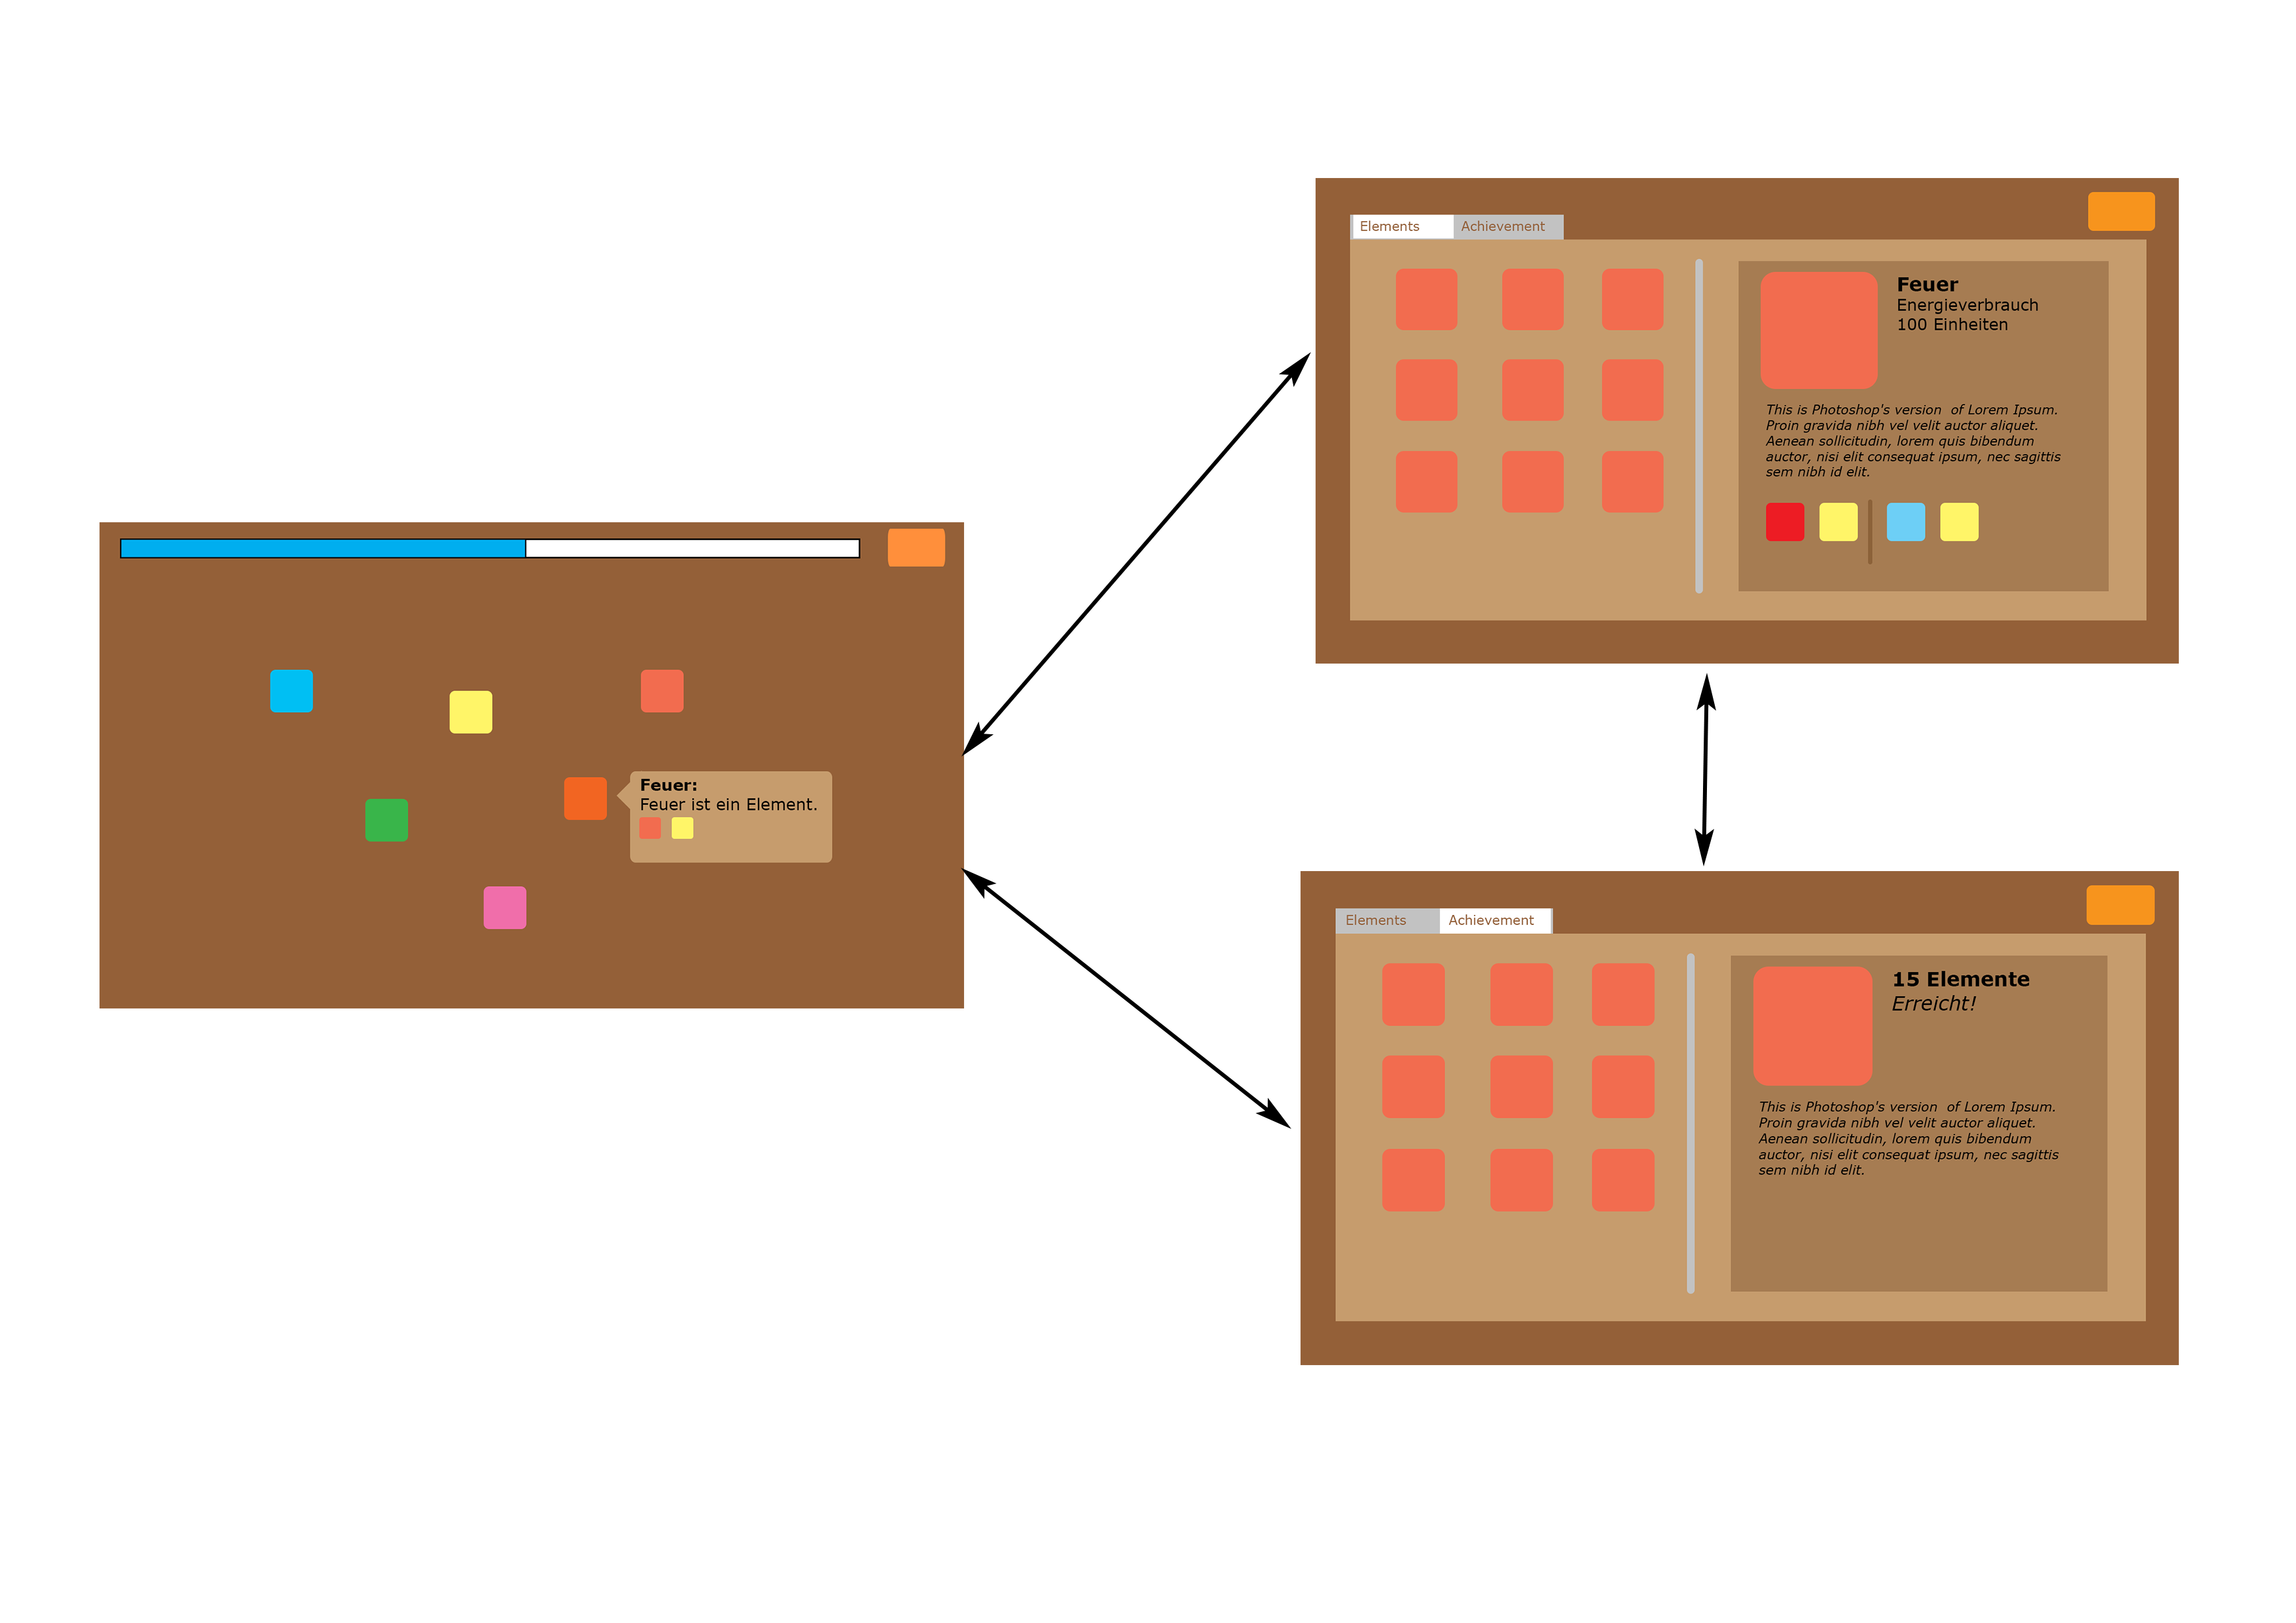 Feuer:
Feuer ist ein Element.
Elements
Achievement
Feuer
Energieverbrauch
100 Einheiten
This is Photoshop's version  of Lorem Ipsum.
Proin gravida nibh vel velit auctor aliquet.
Aenean sollicitudin, lorem quis bibendum
auctor, nisi elit consequat ipsum, nec sagittis
sem nibh id elit.
Elements
Achievement
15 Elemente
Erreicht!
This is Photoshop's version  of Lorem Ipsum.
Proin gravida nibh vel velit auctor aliquet.
Aenean sollicitudin, lorem quis bibendum
auctor, nisi elit consequat ipsum, nec sagittis
sem nibh id elit.